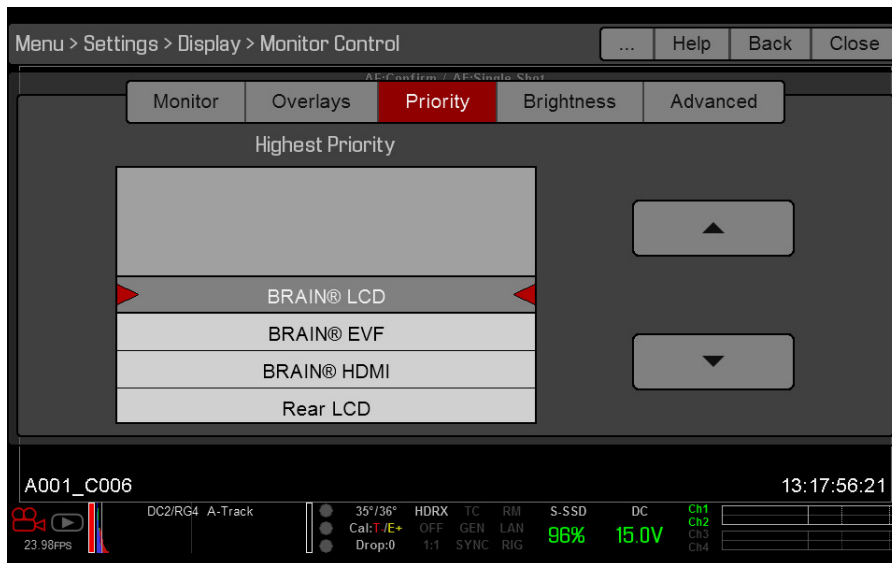 Menu > Settings > Display > Monitor Control ... Help Back Close
AF:Confirm / AF:Single Shot
Monitor Overlays Priority Brightness Advanced
Highest Priority
BRAIN® LCD
BRAIN® EVF
BRAIN® HDMI
Rear LCD
A001_C006 13:17:56:21
DC2/RG4 A-Track 35°/36° HDRX TC RM S-SSD DC Ch1
Cal:T/E+ OFF GEN LAN 96% 15.0V Ch2
23.98FPS Drop:0 1:1 SYNC RIG Ch3
Ch4